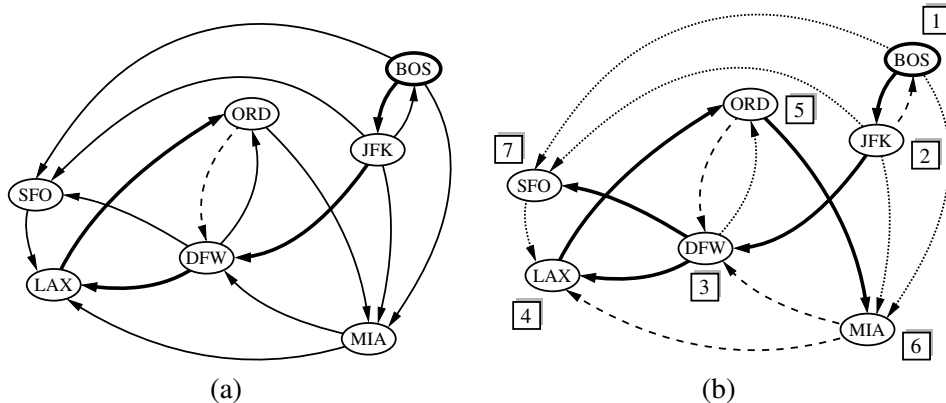 BOS
ORD
JFK
SFO
DFW
LAX
MIA
(a)
1
BOS
ORD
5
JFK
2
7
SFO
DFW
LAX
3
4
MIA
6
(b)